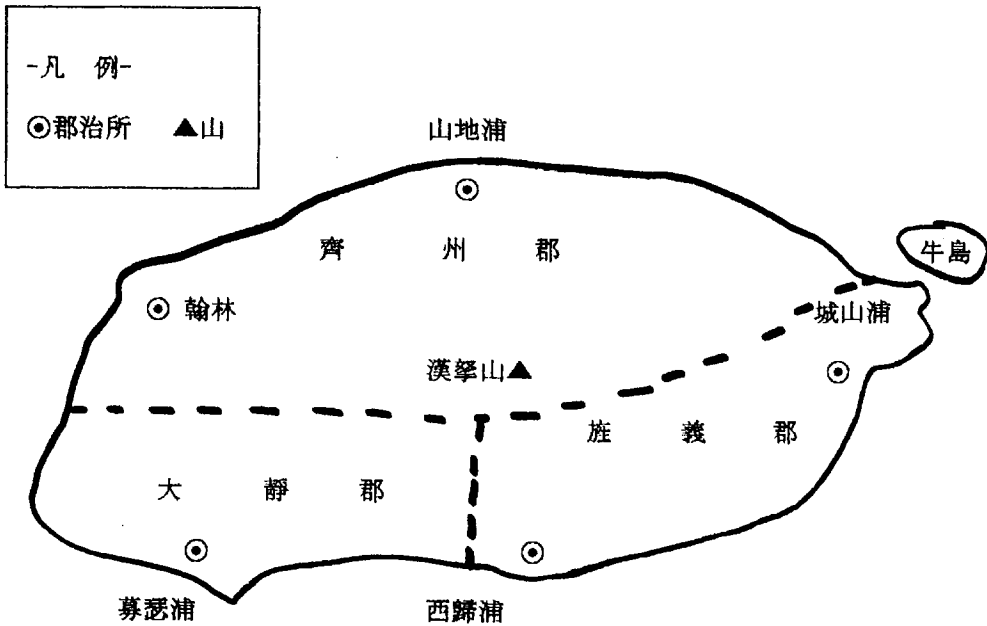 -凡 例-
◎郡治所 ▲山
山地浦
齊 州 郡
牛島
翰林
城山浦
漢拏山▲
旌 義 郡
大 靜 郡
募瑟浦
西歸浦